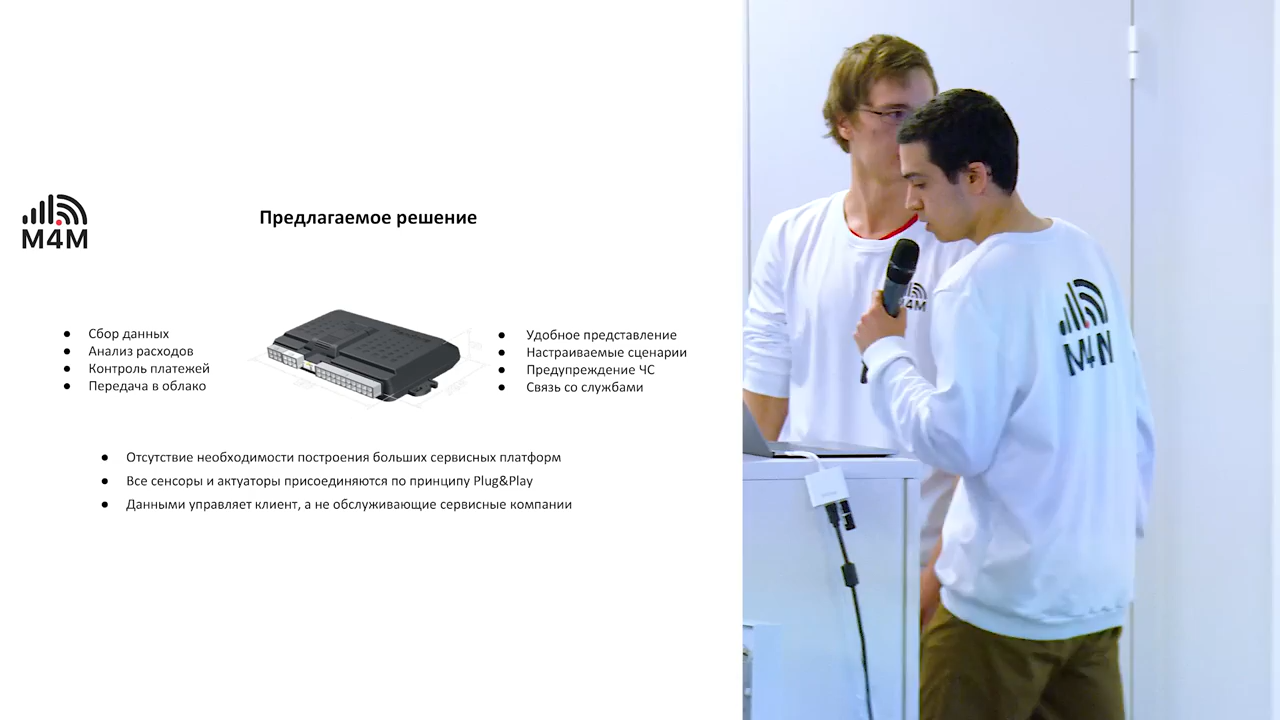 M4M
Предлагаемое решение
Сбор данных
Анализ расходов
Контроль платежей
Передача в облако
Удобное представление
Настраиваемые сценарии
Предупреждение ЧС
Связь со службами
Отсутствие необходимости построения больших сервисных платформ
Все сенсоры и актуаторы присоединяются по принципу Plug&Play
Данными управляет клиент, а не обслуживающие сервисные компании
M4M
M4M